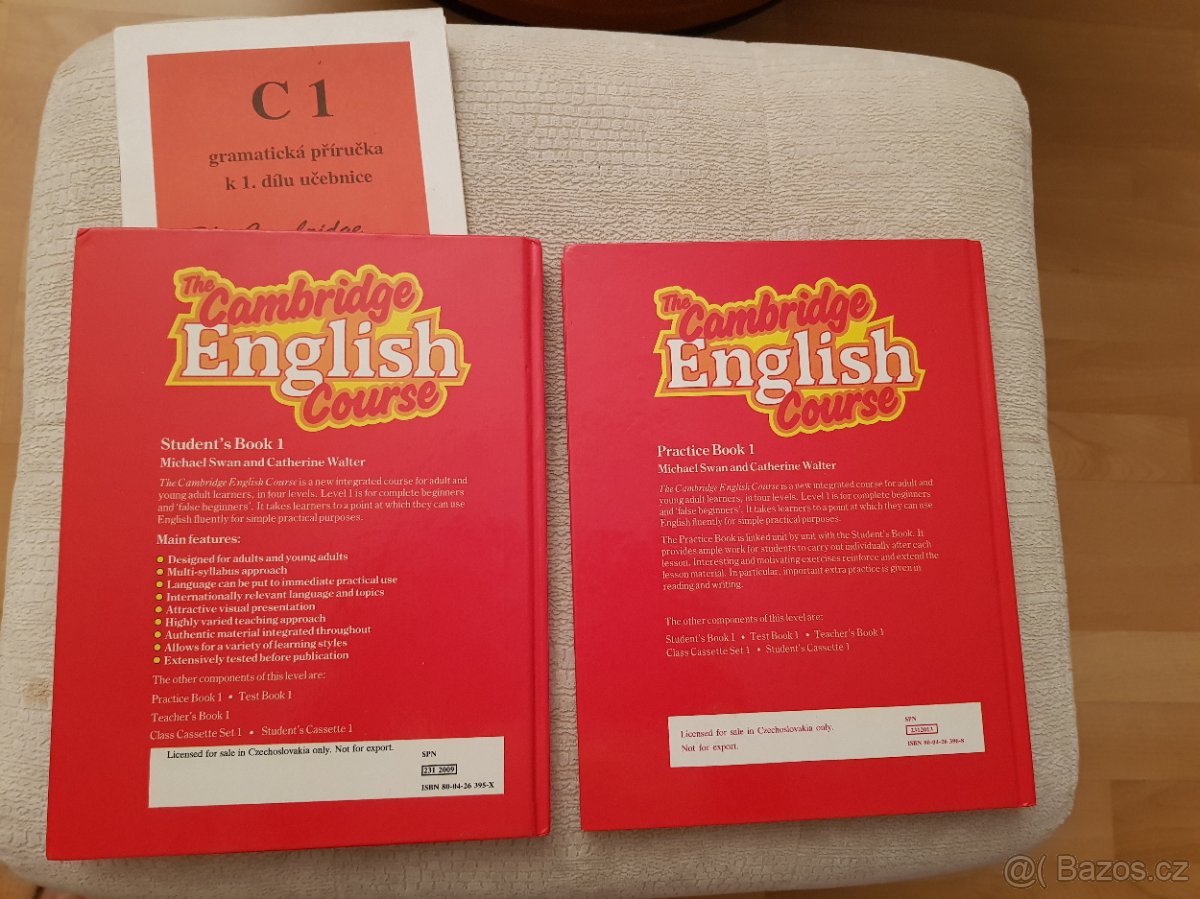 C 1
gramatická příručka
k 1. dílu učebnice
The Cambridge
The
Cambridge
English
Course
Student's Book 1
Michael Swan and Catherine Walter
The Cambridge English Course is a new integrated course for adult and
young adult learners, in four levels. Level 1 is for complete beginners
and 'false beginners'. It takes learners to a point at which they can use
English fluently for simple practical purposes.
Main features:
• Designed for adults and young adults
• Multi-syllabus approach
• Language can be put to immediate practical use
• Internationally relevant language and topics
• Attractive visual presentation
• Highly varied teaching approach
• Authentic material integrated throughout
• Allows for a variety of learning styles
• Extensively tested before publication
The other components of this level are:
Practice Book 1 • Test Book 1
Teacher's Book 1
Class Cassette Set 1 • Student's Cassette 1
Licensed for sale in Czechoslovakia only. Not for export.
SPN
231 2009
ISBN 80-04-26 395-X
The
Cambridge
English
Course
Practice Book 1
Michael Swan and Catherine Walter
The Cambridge English Course is a new integrated course for adult and
young adult learners, in four levels. Level 1 is for complete beginners
and 'false beginners'. It takes learners to a point at which they can use
English fluently for simple practical purposes.
The Practice Book is linked unit by unit with the Student's Book. It
provides ample work for students to carry out individually after each
lesson. Interesting and motivating exercises reinforce and extend the
lesson material. In particular, important extra practice is given in
reading and writing.
The other components of this level are:
Student's Book 1 • Test Book 1 • Teacher's Book 1
Class Cassette Set 1 • Student's Cassette 1
Licensed for sale in Czechoslovakia only.
Not for export.
SPN
ISBN 80-04-26 396-8
@( Bazos.cz